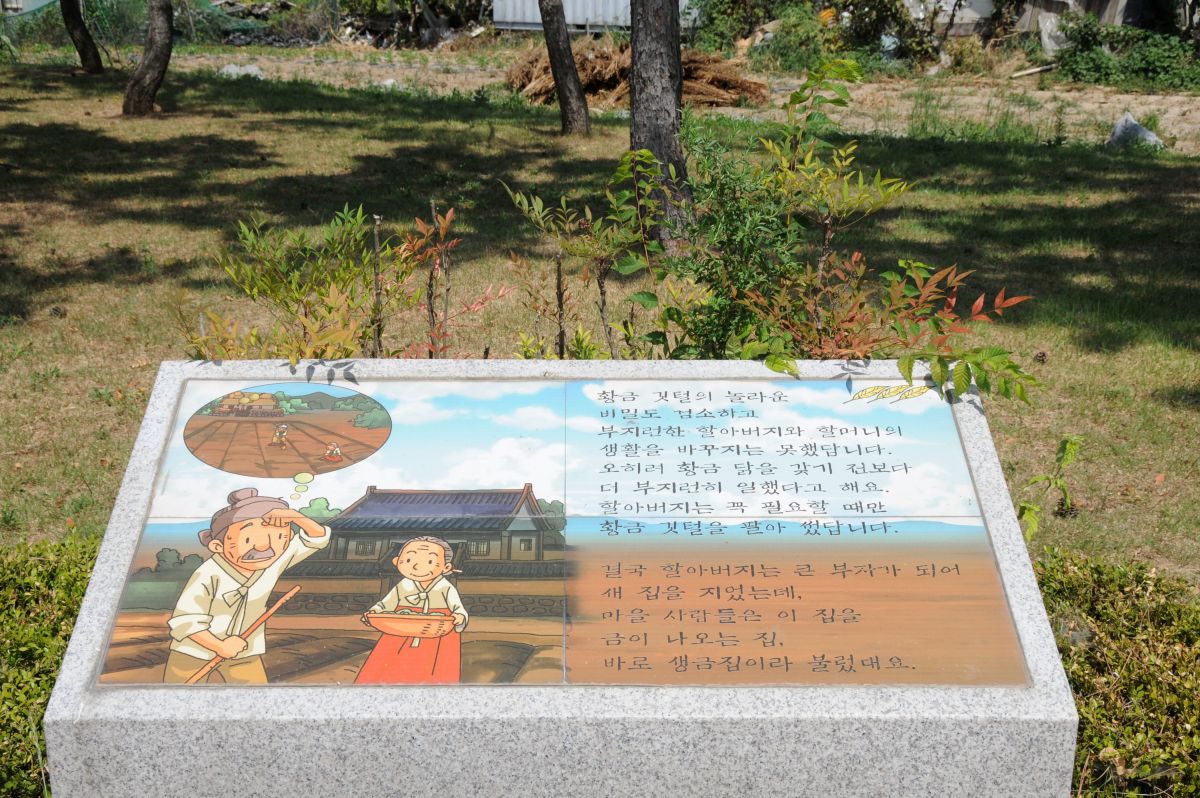 황금 깃털의 놀라운
비밀도 검소하고
부지런한 할아버지와 할머니의
생활을 바꾸지는 못했답니다.
오히려 황금 닭을 갖기 전보다
더 부지런히 일했다고 해요.
할아버지는 꼭 필요할 때만
황금 깃털을 팔아 썼답니다.
결국 할아버지는 큰 부자가 되어
새 집을 지었는데,
마을 사람들은 이 집을
금이 나오는 집,
바로 생금집이라 불렀대요.